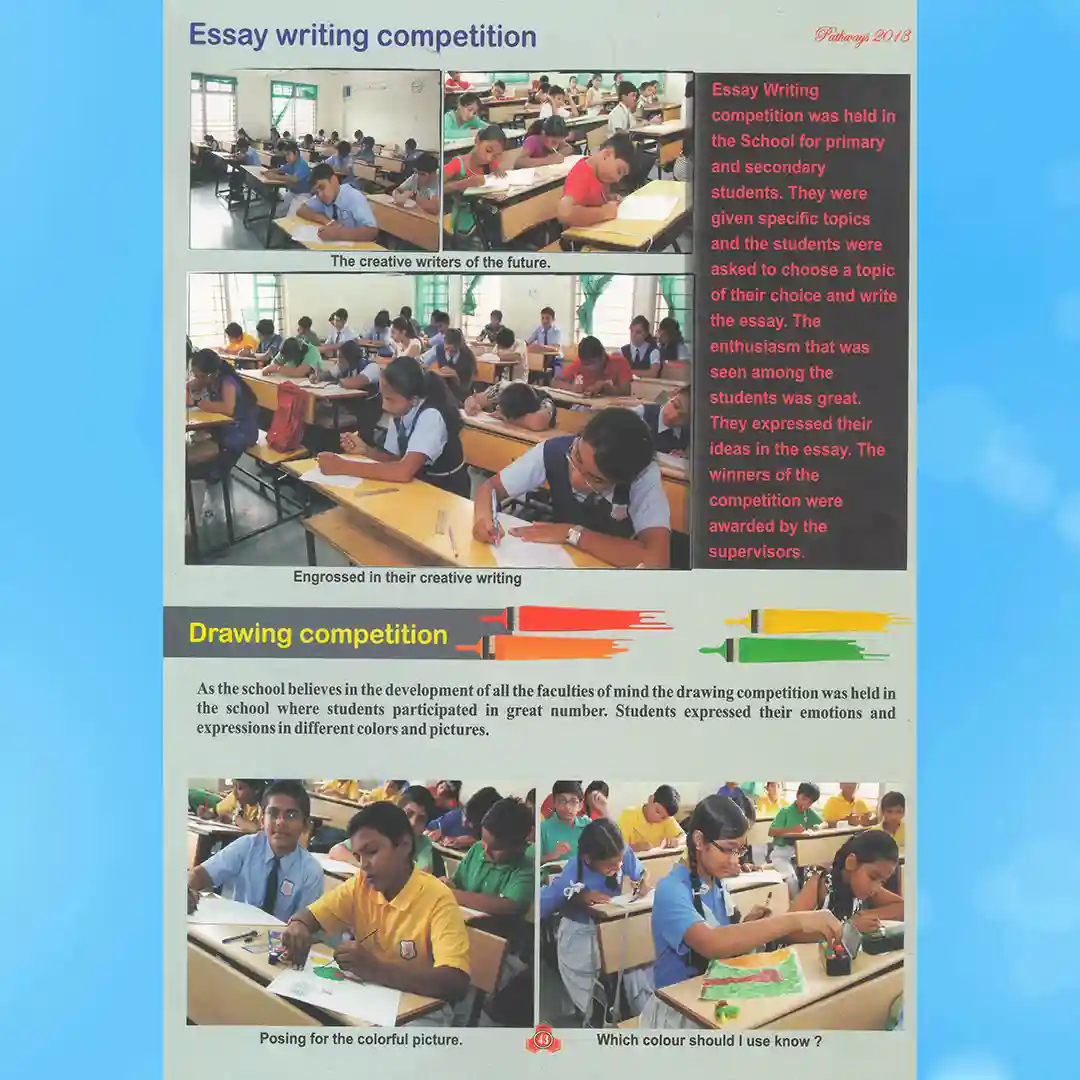 Essay writing competition
Pathways 2013
The creative writers of the future.
Engrossed in their creative writing
Essay Writing
competition was held in
the School for primary
and secondary
students. They were
given specific topics
and the students were
asked to choose a topic
of their choice and write
the essay. The
enthusiasm that was
seen among the
students was great.
They expressed their
ideas in the essay. The
winners of the
competition were
awarded by the
supervisors.
Drawing competition
As the school believes in the development of all the faculties of mind the drawing competition was held in
the school where students participated in great number. Students expressed their emotions and
expressions in different colors and pictures.
Posing for the colorful picture.
43
Which colour should I use know ?